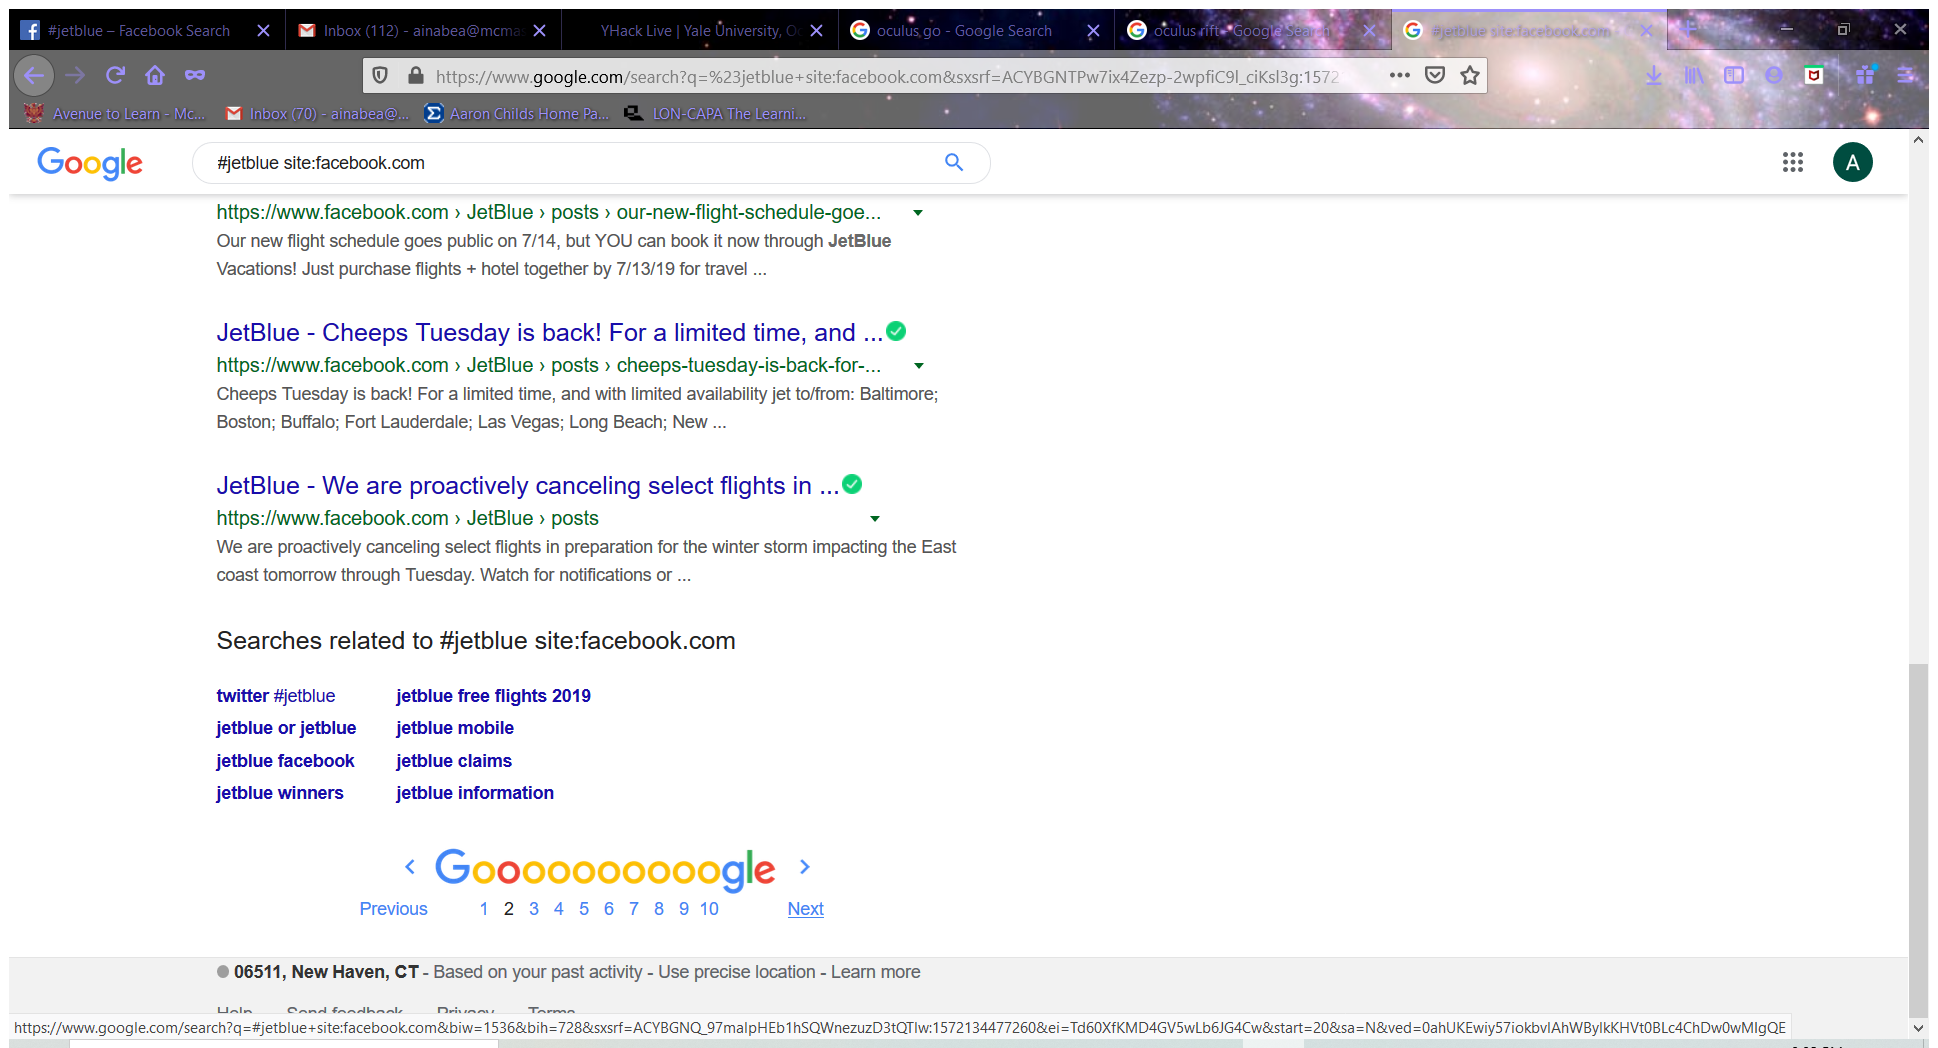 #jetblue – Facebook Search
Inbox (112) - ainabea@mcmas
YHack Live | Yale University, O
oculus go - Google Search
oculus rift - Google Search
#jetblue site:facebook.com
https://www.google.com/search?q=%23jetblue+site:facebook.com&sxsrf=ACYBGNTPw7ix4Zezp-2wpfiC9l_ciKsl3g:1572
Avenue to Learn - Mc...
Inbox (70) - ainabea@...
Aaron Childs Home Pa...
LON-CAPA The Learni...
Google
#jetblue site:facebook.com
A
https://www.facebook.com › JetBlue › posts › our-new-flight-schedule-goe...
Our new flight schedule goes public on 7/14, but YOU can book it now through JetBlue
Vacations! Just purchase flights + hotel together by 7/13/19 for travel ...
JetBlue - Cheeps Tuesday is back! For a limited time, and ...
https://www.facebook.com › JetBlue › posts › cheeps-tuesday-is-back-for-...
Cheeps Tuesday is back! For a limited time, and with limited availability jet to/from: Baltimore;
Boston; Buffalo; Fort Lauderdale; Las Vegas; Long Beach; New ...
JetBlue - We are proactively canceling select flights in ...
https://www.facebook.com › JetBlue › posts
We are proactively canceling select flights in preparation for the winter storm impacting the East
coast tomorrow through Tuesday. Watch for notifications or ...
Searches related to #jetblue site:facebook.com
twitter #jetblue
jetblue free flights 2019
jetblue or jetblue
jetblue mobile
jetblue facebook
jetblue claims
jetblue winners
jetblue information
Goooooooooogle
Previous 1 2 3 4 5 6 7 8 9 10 Next
06511, New Haven, CT - Based on your past activity - Use precise location - Learn more
Help Send feedback Privacy Terms
https://www.google.com/search?q=#jetblue+site:facebook.com&biw=1536&bih=728&sxsrf=ACYBGNQ_97malpHEb1hSQWnezuzD3tQTlw:1572134477260&ei=Td60XfKMD4GV5wLb6JG4Cw&start=20&sa=N&ved=0ahUKEwiy57iokbvlAhWBylkKHVt0BLc4ChDw0wMIgQE